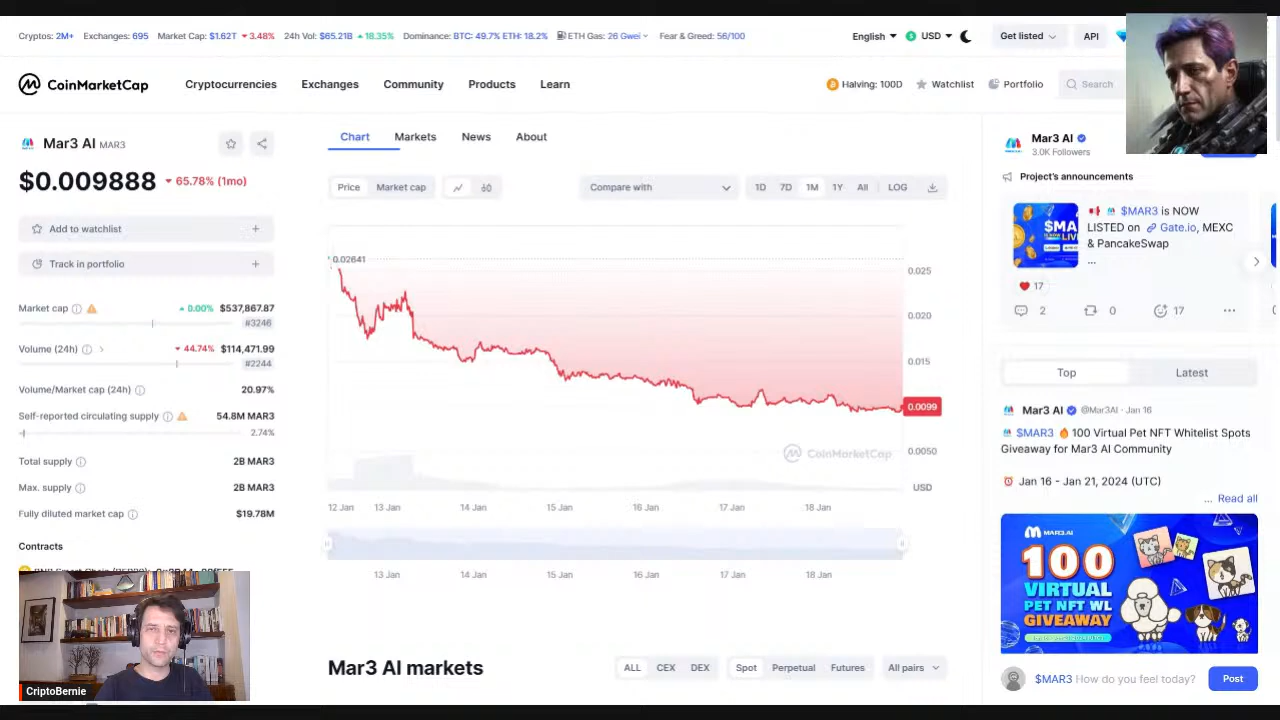 Cryptos: 2M+ Exchanges: 695 Market Cap: $1.62T 3.48% 24h Vol: $65.21B 18.35% Dominance: BTC: 49.7% ETH: 18.2% ETH Gas: 26 Gwei Fear & Greed: 56/100
English USD Get listed API
CoinMarketCap Cryptocurrencies Exchanges Community Products Learn
Halving: 100D Watchlist Portfolio Search
Mar3 AI MAR3
$0.009888 65.78% (1mo)
Add to watchlist +
Track in portfolio +
Market cap 0.00% $537,867.87
#3246
Volume (24h) 44.74% $114,471.99
#2244
Volume/Market cap (24h) 20.97%
Self-reported circulating supply 54.8M MAR3
2.74%
Total supply 2B MAR3
Max. supply 2B MAR3
Fully diluted market cap $19.78M
Contracts
CriptoBernie
Chart Markets News About
Price Market cap Compare with 1D 7D 1M 1Y All LOG
0.02641
0.025
0.020
0.015
0.0099
0.0050
CoinMarketCap
USD
12 Jan 13 Jan 14 Jan 15 Jan 16 Jan 17 Jan 18 Jan
13 Jan 14 Jan 15 Jan 16 Jan 17 Jan 18 Jan
Mar3 AI markets ALL CEX DEX Spot Perpetual Futures All pairs
Mar3 AI
3.0K Followers
Project's announcements
$MAR3 is NOW
LISTED on Gate.io, MEXC
& PancakeSwap
...
17
2 0 17 ...
Top Latest
Mar3 AI @Mar3AI · Jan 16
$MAR3 100 Virtual Pet NFT Whitelist Spots
Giveaway for Mar3 AI Community
Jan 16 - Jan 21, 2024 (UTC)
... Read all
MAR3.AI
100
VIRTUAL
PET NFT WL
GIVEAWAY
$MAR3 How do you feel today? Post